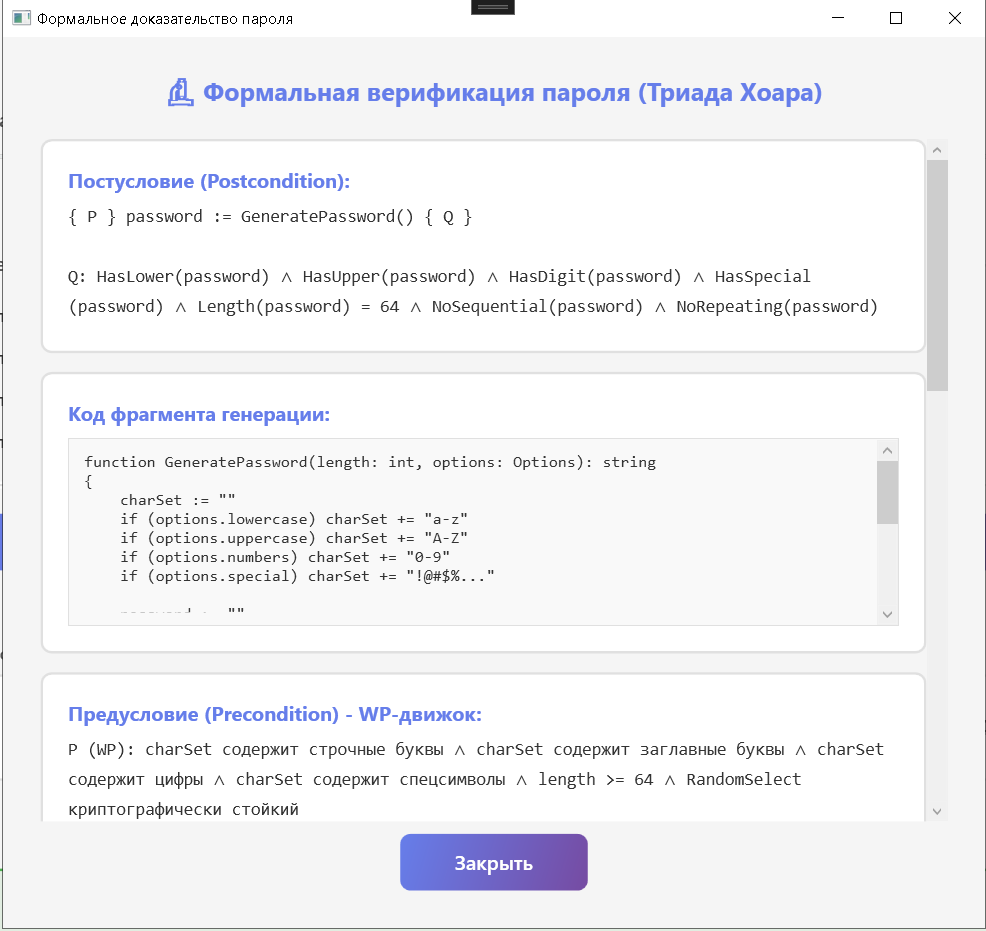 Формальное доказательство пароля
Формальная верификация пароля (Триада Хоара)
Постусловие (Postcondition):
{ P } password := GeneratePassword() { Q }
Q: HasLower(password) ∧ HasUpper(password) ∧ HasDigit(password) ∧ HasSpecial
(password) ∧ Length(password) = 64 ∧ NoSequential(password) ∧ NoRepeating(password)
Код фрагмента генерации:
function GeneratePassword(length: int, options: Options): string
{
charSet := ""
if (options.lowercase) charSet += "a-z"
if (options.uppercase) charSet += "A-Z"
if (options.numbers) charSet += "0-9"
if (options.special) charSet += "!@#$%..."
Предусловие (Precondition) - WP-движок:
P (WP): charSet содержит строчные буквы ∧ charSet содержит заглавные буквы ∧ charSet
содержит цифры ∧ charSet содержит спецсимволы ∧ length >= 64 ∧ RandomSelect
криптографически стойкий
Закрыть